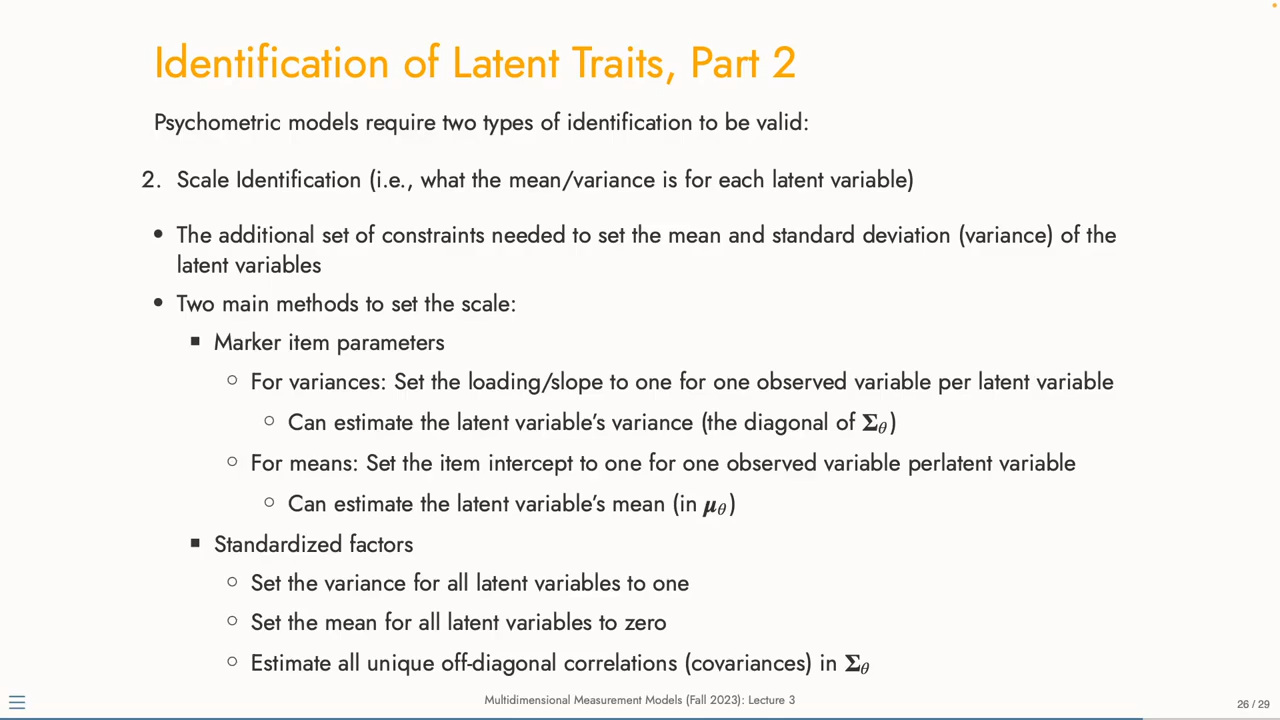 Identification of Latent Traits, Part 2
Psychometric models require two types of identification to be valid:
2. Scale Identification (i.e., what the mean/variance is for each latent variable)
• The additional set of constraints needed to set the mean and standard deviation (variance) of the
latent variables
• Two main methods to set the scale:
▪ Marker item parameters
○ For variances: Set the loading/slope to one for one observed variable per latent variable
○ Can estimate the latent variable’s variance (the diagonal of Σθ)
○ For means: Set the item intercept to one for one observed variable perlatent variable
○ Can estimate the latent variable’s mean (in μθ)
▪ Standardized factors
○ Set the variance for all latent variables to one
○ Set the mean for all latent variables to zero
○ Estimate all unique off-diagonal correlations (covariances) in Σθ
Multidimensional Measurement Models (Fall 2023): Lecture 3
26 / 29